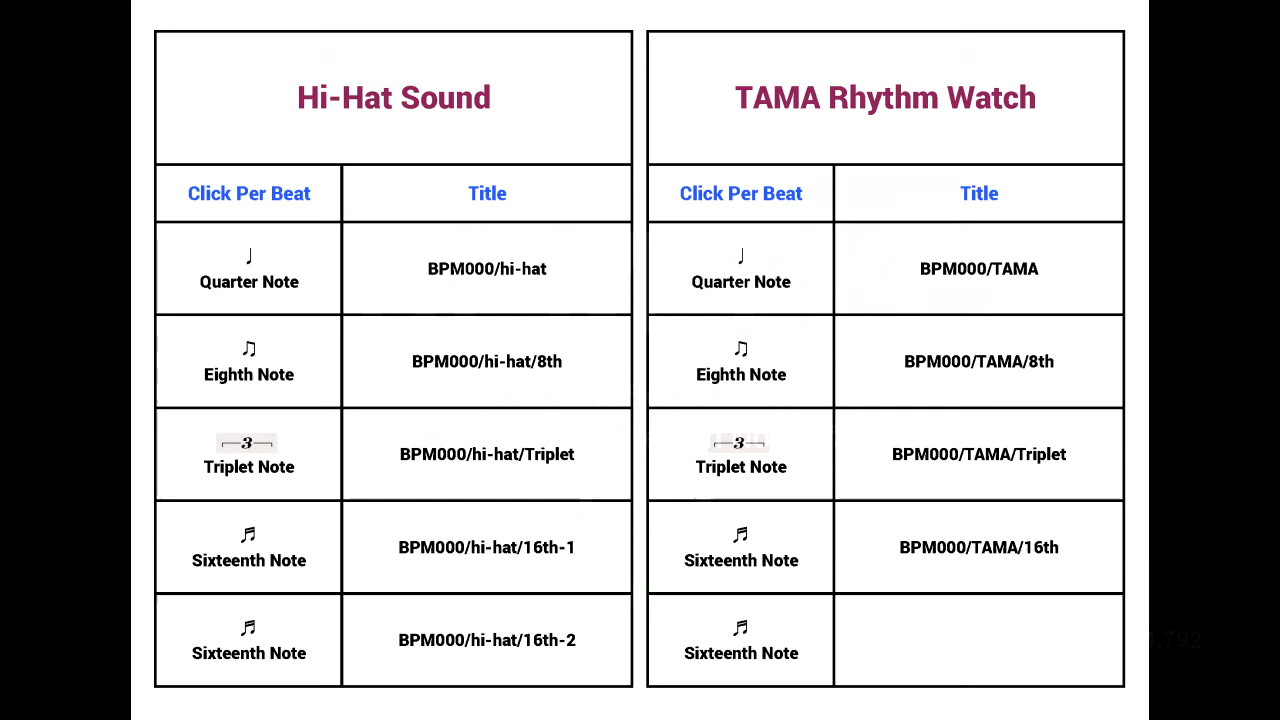 Hi-Hat Sound
Click Per Beat Title
♩
Quarter Note
BPM000/hi-hat
♫
Eighth Note
BPM000/hi-hat/8th
3
Triplet Note
BPM000/hi-hat/Triplet
♬
Sixteenth Note
BPM000/hi-hat/16th-1
♬
Sixteenth Note
BPM000/hi-hat/16th-2
TAMA Rhythm Watch
Click Per Beat Title
♩
Quarter Note
BPM000/TAMA
♫
Eighth Note
BPM000/TAMA/8th
3
Triplet Note
BPM000/TAMA/Triplet
♬
Sixteenth Note
BPM000/TAMA/16th
♬
Sixteenth Note